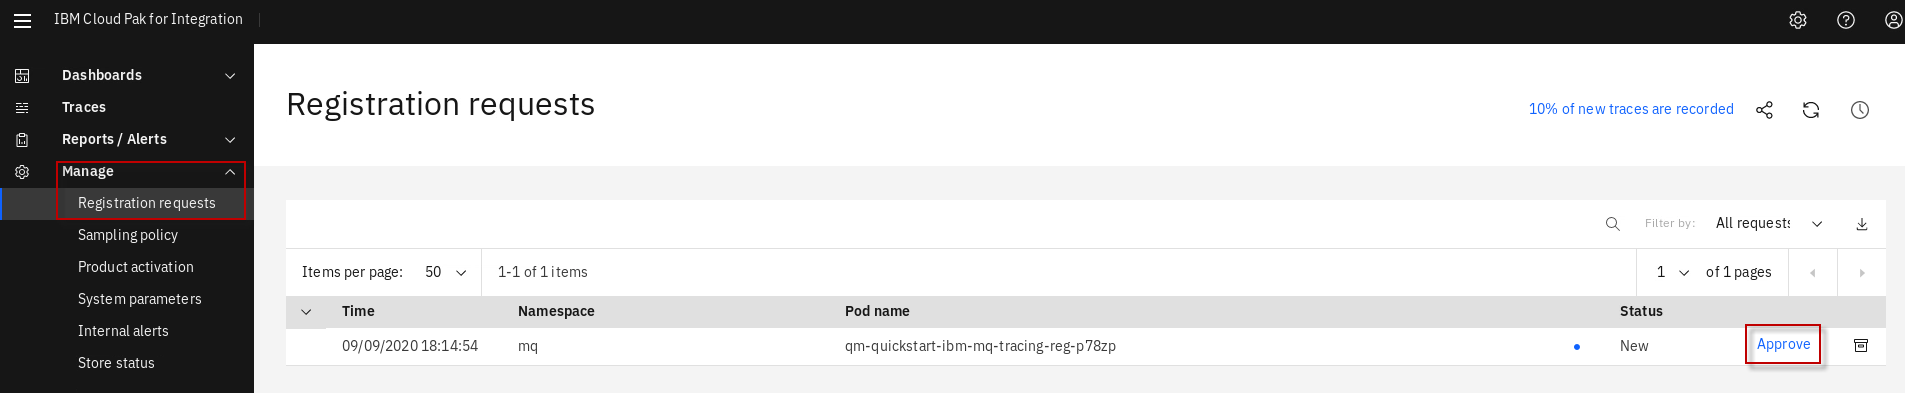 IBM Cloud Pak for Integration
Dashboards
Traces
Reports / Alerts
Manage
Registration requests
Sampling policy
Product activation
System parameters
Internal alerts
Store status
Registration requests
10% of new traces are recorded
Filter by: All requests
Items per page: 50 1-1 of 1 items 1 of 1 pages
Time Namespace Pod name Status
09/09/2020 18:14:54 mq qm-quickstart-ibm-mq-tracing-reg-p78zp New Approve